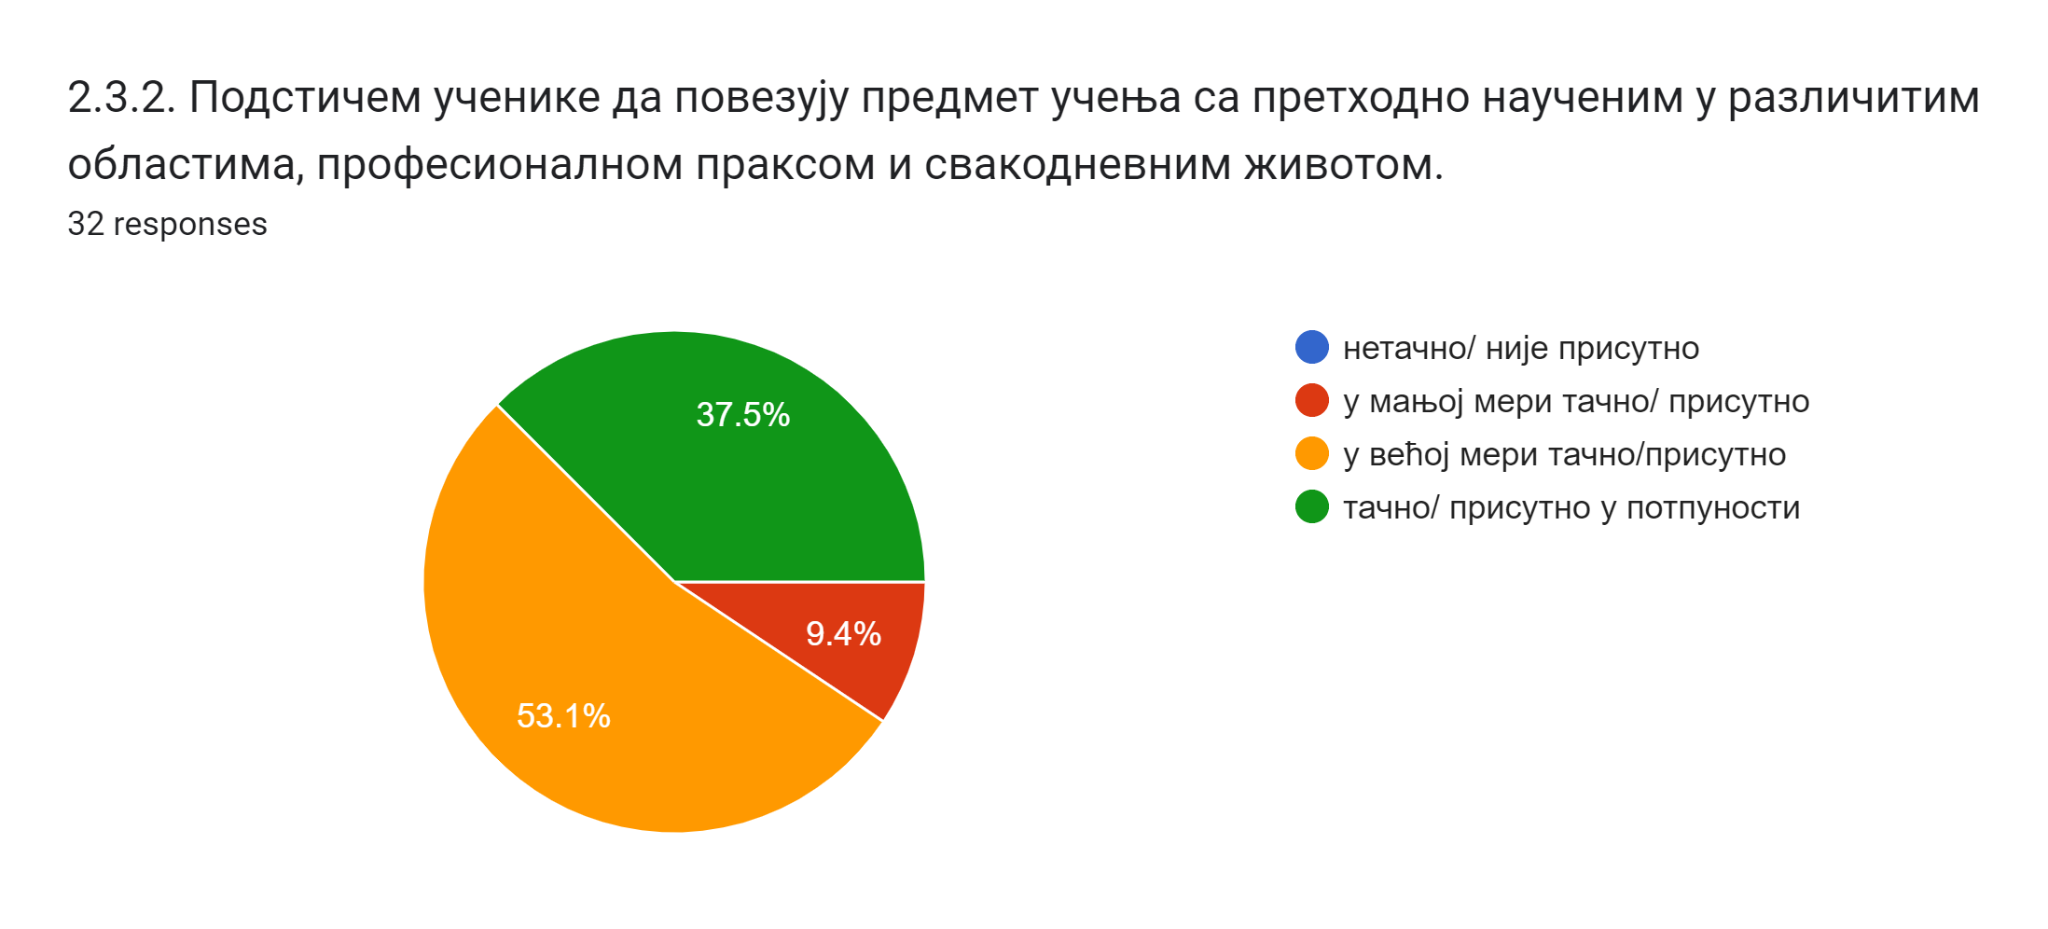 2.3.2. Подстичем ученике да повезују предмет учења са претходно наученим у различитим
областима, професионалном праксом и свакодневним животом.
32 responses
37.5%
9.4%
53.1%
нетачно/ није присутно
у мањој мери тачно/ присутно
у већој мери тачно/присутно
тачно/ присутно у потпуности